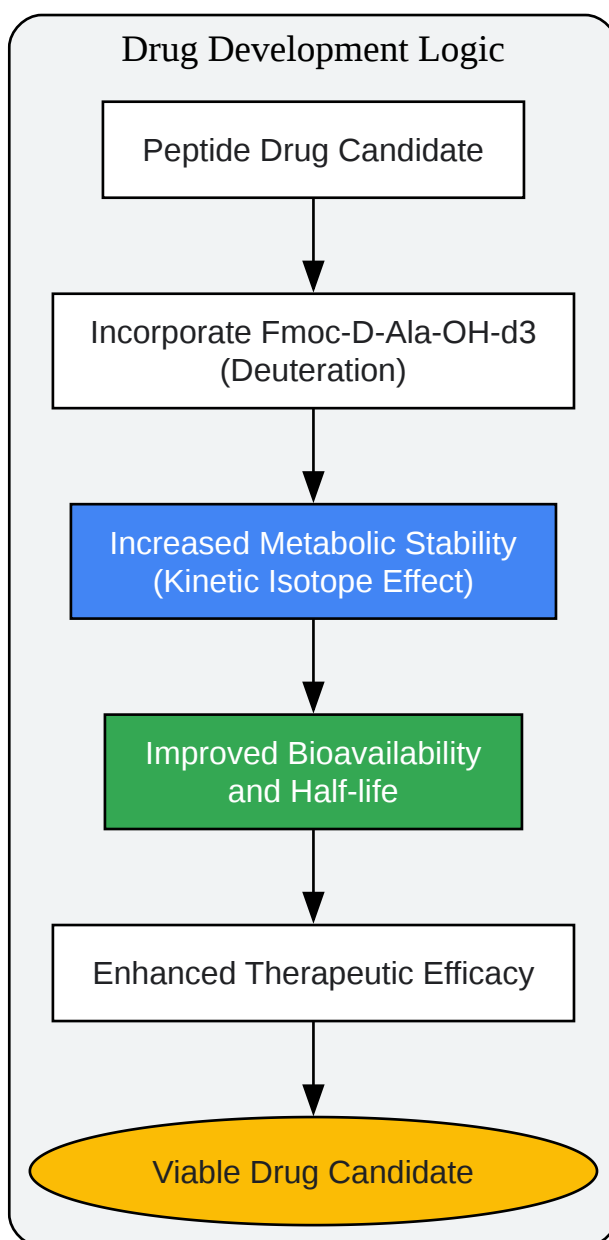 Drug Development Logic
Peptide Drug Candidate
Incorporate Fmoc-D-Ala-OH-d3
(Deuteration)
Increased Metabolic Stability
(Kinetic Isotope Effect)
Improved Bioavailability
and Half-life
Enhanced Therapeutic Efficacy
Viable Drug Candidate